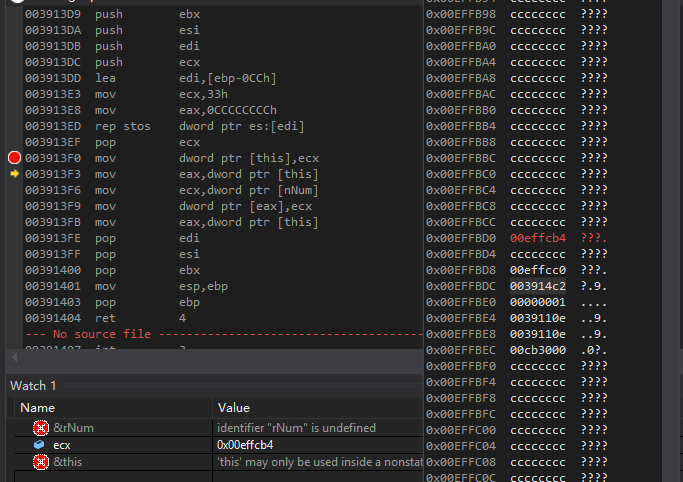 003913D9 push ebx
003913DA push esi
003913DB push edi
003913DC push ecx
003913DD lea edi,[ebp-0CCh]
003913E3 mov ecx,33h
003913E8 mov eax,0CCCCCCCCh
003913ED rep stos dword ptr es:[edi]
003913EF pop ecx
003913F0 mov dword ptr [this],ecx
003913F3 mov eax,dword ptr [this]
003913F6 mov ecx,dword ptr [nNum]
003913F9 mov dword ptr [eax],ecx
003913FB mov eax,dword ptr [this]
003913FE pop edi
003913FF pop esi
00391400 pop ebx
00391401 mov esp,ebp
00391403 pop ebp
00391404 ret 4
--- No source file -------------------------------------
Watch 1
Name Value
&rNum identifier "rNum" is undefined
ecx 0x00effcb4
&this 'this' may only be used inside a nonstat
0x00EFFB98 cccccccc ????
0x00EFFB9C cccccccc ????
0x00EFFBA0 cccccccc ????
0x00EFFBA4 cccccccc ????
0x00EFFBA8 cccccccc ????
0x00EFFBAC cccccccc ????
0x00EFFBB0 cccccccc ????
0x00EFFBB4 cccccccc ????
0x00EFFBB8 cccccccc ????
0x00EFFBBC cccccccc ????
0x00EFFBC0 cccccccc ????
0x00EFFBC4 cccccccc ????
0x00EFFBC8 cccccccc ????
0x00EFFBCC cccccccc ????
0x00EFFBD0 00effcb4 ???.
0x00EFFBD4 cccccccc ????
0x00EFFBD8 00effcc0 ???.
0x00EFFBDC 003914c2 ?.9.
0x00EFFBE0 00000001 ....
0x00EFFBE4 0039110e ..9.
0x00EFFBE8 0039110e ..9.
0x00EFFBEC 00cb3000 .0?.
0x00EFFBF0 cccccccc ????
0x00EFFBF4 cccccccc ????
0x00EFFBF8 cccccccc ????
0x00EFFBFC cccccccc ????
0x00EFFC00 cccccccc ????
0x00EFFC04 cccccccc ????
0x00EFFC08 cccccccc ????
0x00EFFC0C cccccccc ????